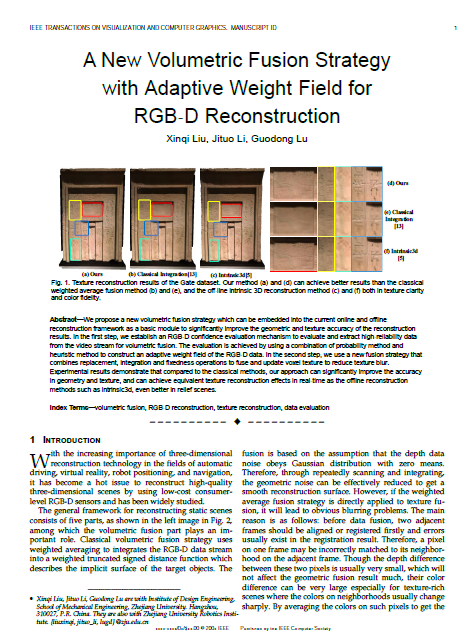 IEEE TRANSACTIONS ON VISUALIZATION AND COMPUTER GRAPHICS, MANUSCRIPT ID
1
A New Volumetric Fusion Strategy
with Adaptive Weight Field for
RGB-D Reconstruction
Xinqi Liu, Jituo Li, Guodong Lu
(d) Ours
(e) Classical
Integration
[13]
(f) Intrinsic3d
[5]
(a) Ours
(b) Classical Integration[13]
(c) Intrinsic3d[5]
Fig. 1. Texture reconstruction results of the Gate dataset. Our method (a) and (d) can achieve better results than the classical
weighted average fusion method (b) and (e), and the off-line Intrinsic 3D reconstruction method (c) and (f) both in texture clarity
and color fidelity.
Abstract—We propose a new volumetric fusion strategy which can be embedded into the current online and offline
reconstruction framework as a basic module to significantly improve the geometric and texture accuracy of the reconstruction
results. In the first step, we establish an RGB-D confidence evaluation mechanism to evaluate and extract high-reliability data
from the video stream for volumetric fusion. The evaluation is achieved by using a combination of probability method and
heuristic method to construct an adaptive weight field of the RGB-D data. In the second step, we use a new fusion strategy that
combines replacement, integration and fixedness operations to fuse and update voxel texture to reduce texture blur.
Experimental results demonstrate that compared to the classical methods, our approach can significantly improve the accuracy
in geometry and texture, and can achieve equivalent texture reconstruction effects in real-time as the offline reconstruction
methods such as intrinsic3d, even better in relief scenes.
Index Terms—volumetric fusion, RGB-D reconstruction, texture reconstruction, data evaluation
1 INTRODUCTION
With the increasing importance of three-dimensional
reconstruction technology in the fields of automatic
driving, virtual reality, robot positioning, and navigation,
it has become a hot issue to reconstruct high-quality
three-dimensional scenes by using low-cost consumer-
level RGB-D sensors and has been widely studied.
The general framework for reconstructing static scenes
consists of five parts, as shown in the left image in Fig. 2,
among which the volumetric fusion part plays an im-
portant role. Classical volumetric fusion strategy uses
weighted averaging to integrates the RGB-D data stream
into a weighted truncated signed distance function which
describes the implicit surface of the target objects. The
fusion is based on the assumption that the depth data
noise obeys Gaussian distribution with zero means.
Therefore, through repeatedly scanning and integrating,
the geometric noise can be effectively reduced to get a
smooth reconstruction surface. However, if the weighted
average fusion strategy is directly applied to texture fu-
sion, it will lead to obvious blurring problems. The main
reason is as follows: before data fusion, two adjacent
frames should be aligned or registered firstly and errors
usually exist in the registration result. Therefore, a pixel
on one frame may be incorrectly matched to its neighbor-
hood on the adjacent frame. Though the depth difference
between these two pixels is usually very small, which will
not affect the geometric fusion result much, their color
difference can be very large especially for texture-rich
scenes where the colors on neighborhoods usually change
sharply. By averaging the colors on such pixels to get the
• Xinqi Liu, Jituo Li, Guodong Lu are with Institute of Design Engineering,
School of Mechanical Engineering, Zhejiang University. Hangzhou,
310027, P.R. China. They are also with Zhejiang University Robotics Insti-
tute. {liuxinqi, jituo_li, lugd}@zju.edu.cn
xxxx-xxxx/0x/$xx.00 © 200x IEEE Published by the IEEE Computer Society